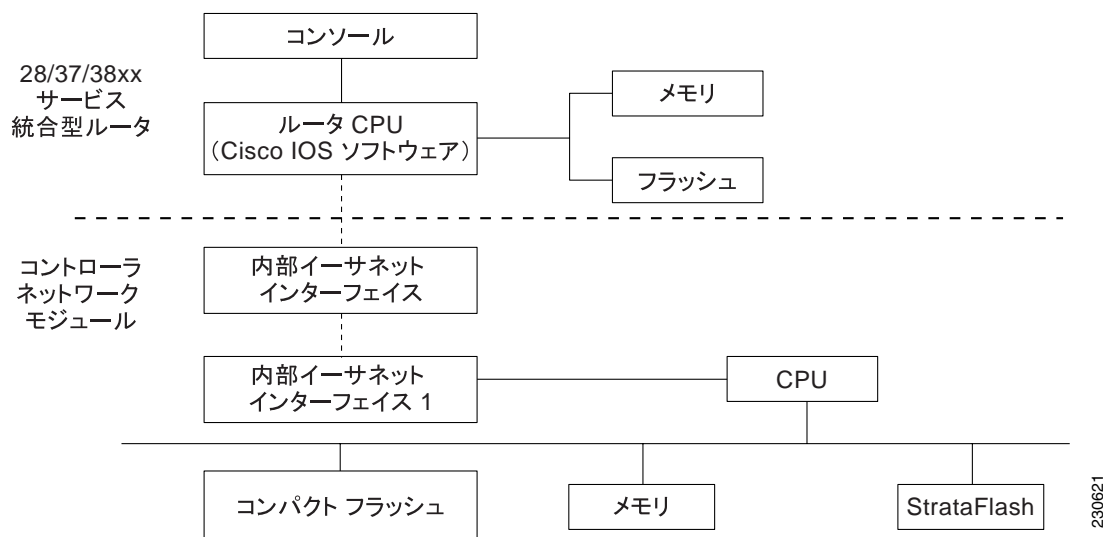 コンソール
28/37/38xx
サービス
統合型ルータ
ルータ CPU
（Cisco IOS ソフトウェア）
メモリ
フラッシュ
コントローラ
ネットワーク
モジュール
内部イーサネット
インターフェイス
内部イーサネット
インターフェイス 1
CPU
コンパクト フラッシュ
メモリ
StrataFlash
230621